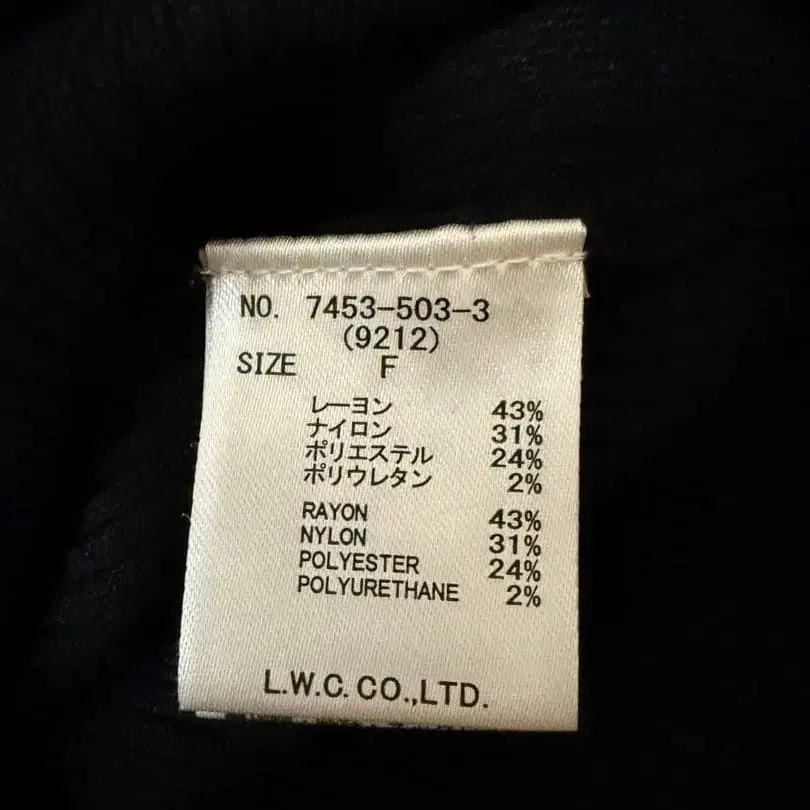 NO. 7453-503-3
(9212)
SIZE F
レーヨン 43%
ナイロン 31%
ポリエステル 24%
ポリウレタン 2%
RAYON 43%
NYLON 31%
POLYESTER 24%
POLYURETHANE 2%
L.W.C. CO.,LTD.